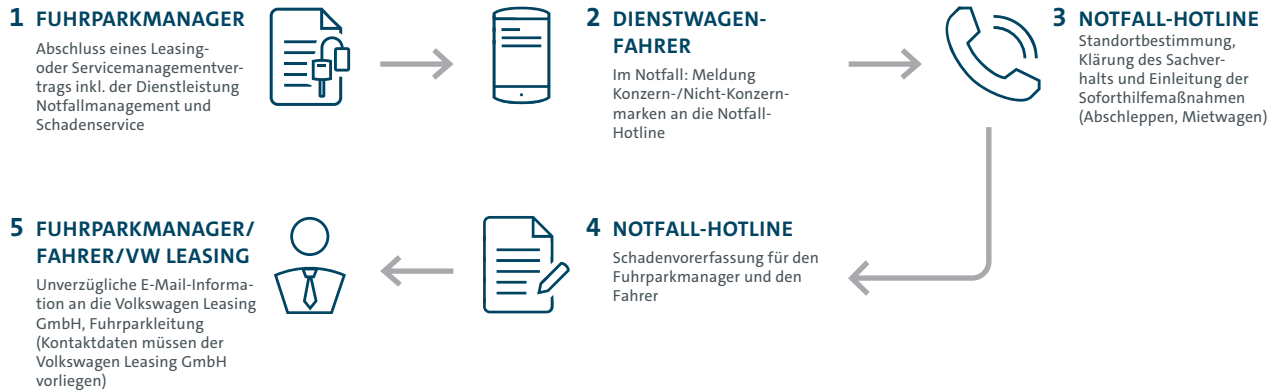 1 FUHRPARKMANAGER
Abschluss eines Leasing-
oder Servicemanagementver-
trags inkl. der Dienstleistung
Notfallmanagement und
Schadenservice
2 DIENSTWAGEN-
FAHRER
Im Notfall: Meldung
Konzern-/Nicht-Konzern-
marken an die Notfall-
Hotline
3 NOTFALL-HOTLINE
Standortbestimmung,
Klärung des Sachver-
halts und Einleitung der
Soforthilfemaßnahmen
(Abschleppen, Mietwagen)
4 NOTFALL-HOTLINE
Schadenvorerfassung für den
Fuhrparkmanager und den
Fahrer
5 FUHRPARKMANAGER/
FAHRER/VW LEASING
Unverzügliche E-Mail-Informa-
tion an die Volkswagen Leasing
GmbH, Fuhrparkleitung
(Kontaktdaten müssen der
Volkswagen Leasing GmbH
vorliegen)